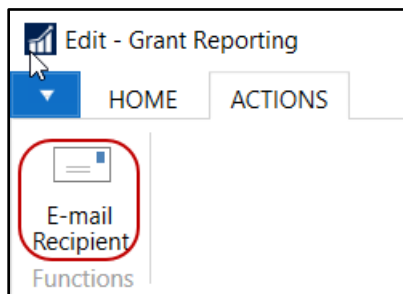 Edit - Grant Reporting
HOME ACTIONS
E-mail
Recipient
Functions